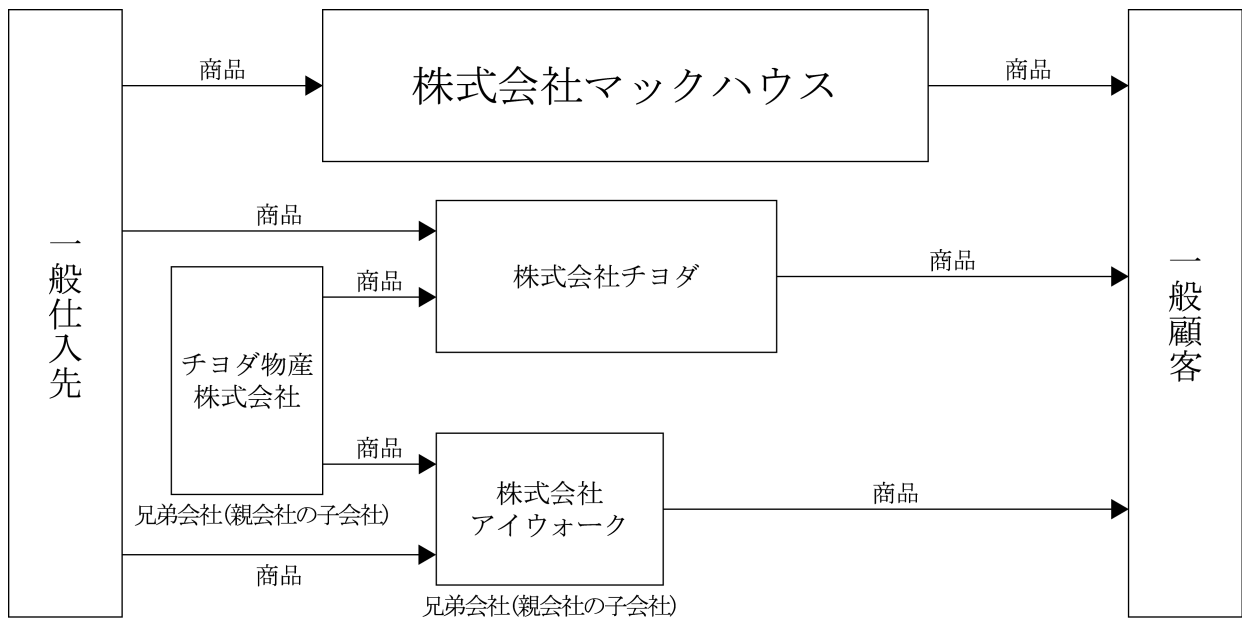 商品
株式会社マックハウス
商品
一般仕入先
商品
株式会社チヨダ
商品
一般顧客
商品
チヨダ物産
株式会社
兄弟会社(親会社の子会社)
商品
株式会社
アイウォーク
商品
商品
兄弟会社(親会社の子会社)